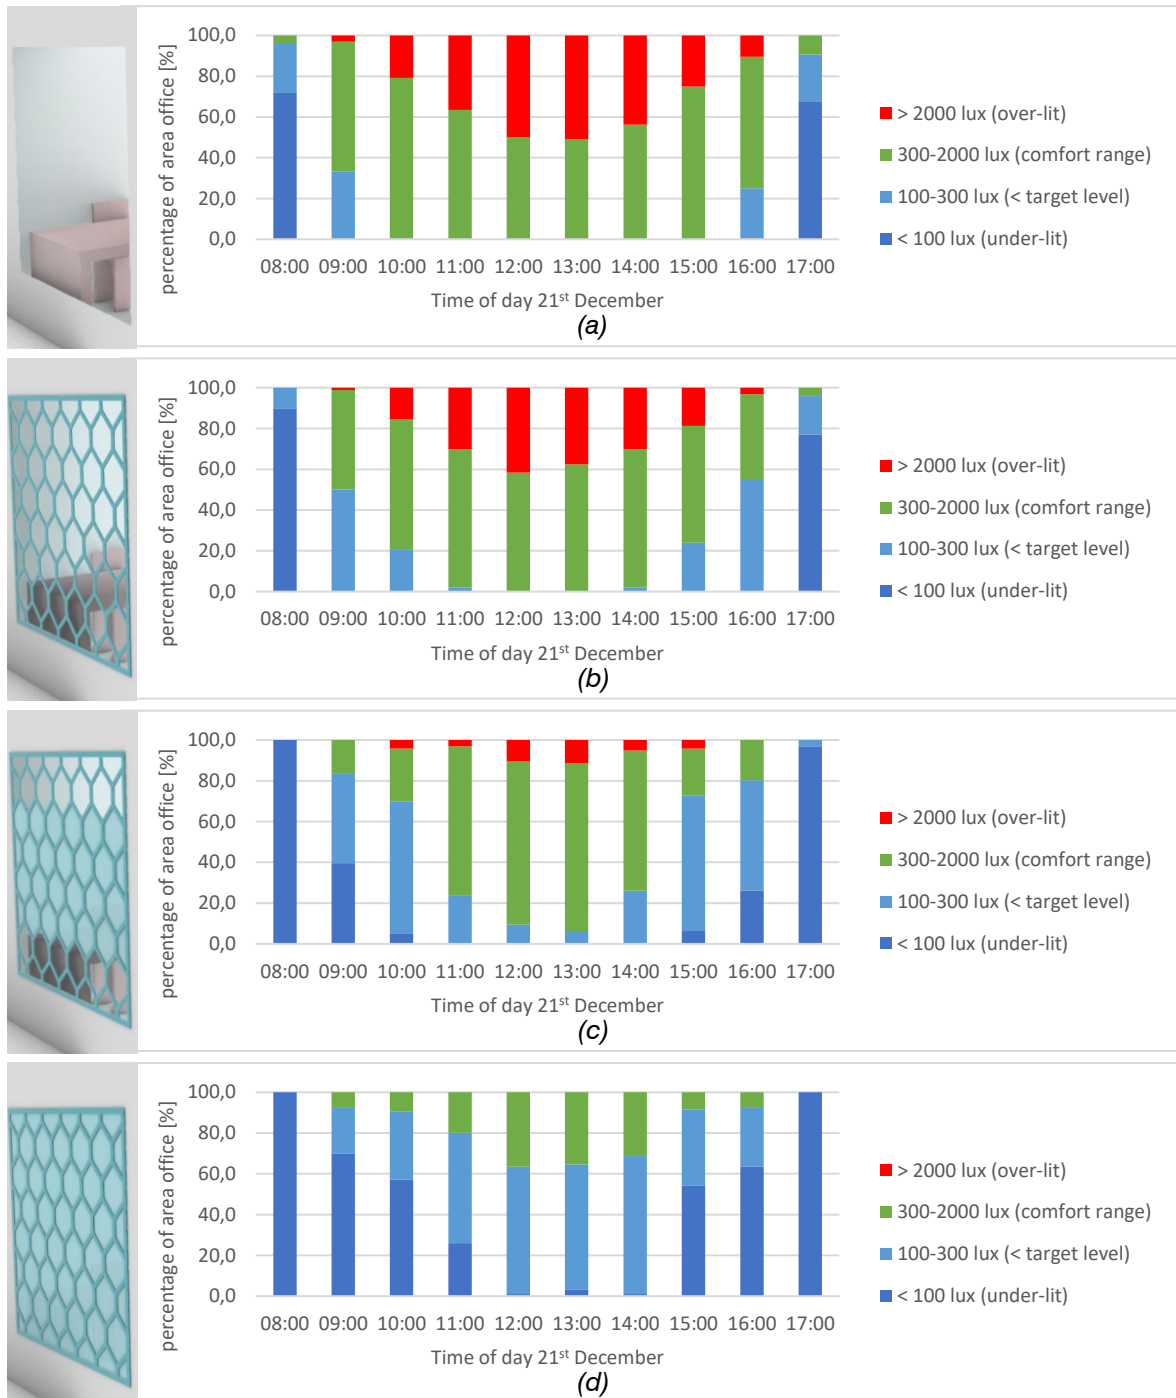 percentage of area office [%]
100,0
80,0
60,0
40,0
20,0
0,0
08:00 09:00 10:00 11:00 12:00 13:00 14:00 15:00 16:00 17:00
Time of day 21st December
> 2000 lux (over-lit)
300-2000 lux (comfort range)
100-300 lux (< target level)
< 100 lux (under-lit)
(a)
percentage of area office [%]
100,0
80,0
60,0
40,0
20,0
0,0
08:00 09:00 10:00 11:00 12:00 13:00 14:00 15:00 16:00 17:00
Time of day 21st December
> 2000 lux (over-lit)
300-2000 lux (comfort range)
100-300 lux (< target level)
< 100 lux (under-lit)
(b)
percentage of area office [%]
100,0
80,0
60,0
40,0
20,0
0,0
08:00 09:00 10:00 11:00 12:00 13:00 14:00 15:00 16:00 17:00
Time of day 21st December
> 2000 lux (over-lit)
300-2000 lux (comfort range)
100-300 lux (< target level)
< 100 lux (under-lit)
(c)
percentage of area office [%]
100,0
80,0
60,0
40,0
20,0
0,0
08:00 09:00 10:00 11:00 12:00 13:00 14:00 15:00 16:00 17:00
Time of day 21st December
> 2000 lux (over-lit)
300-2000 lux (comfort range)
100-300 lux (< target level)
< 100 lux (under-lit)
(d)